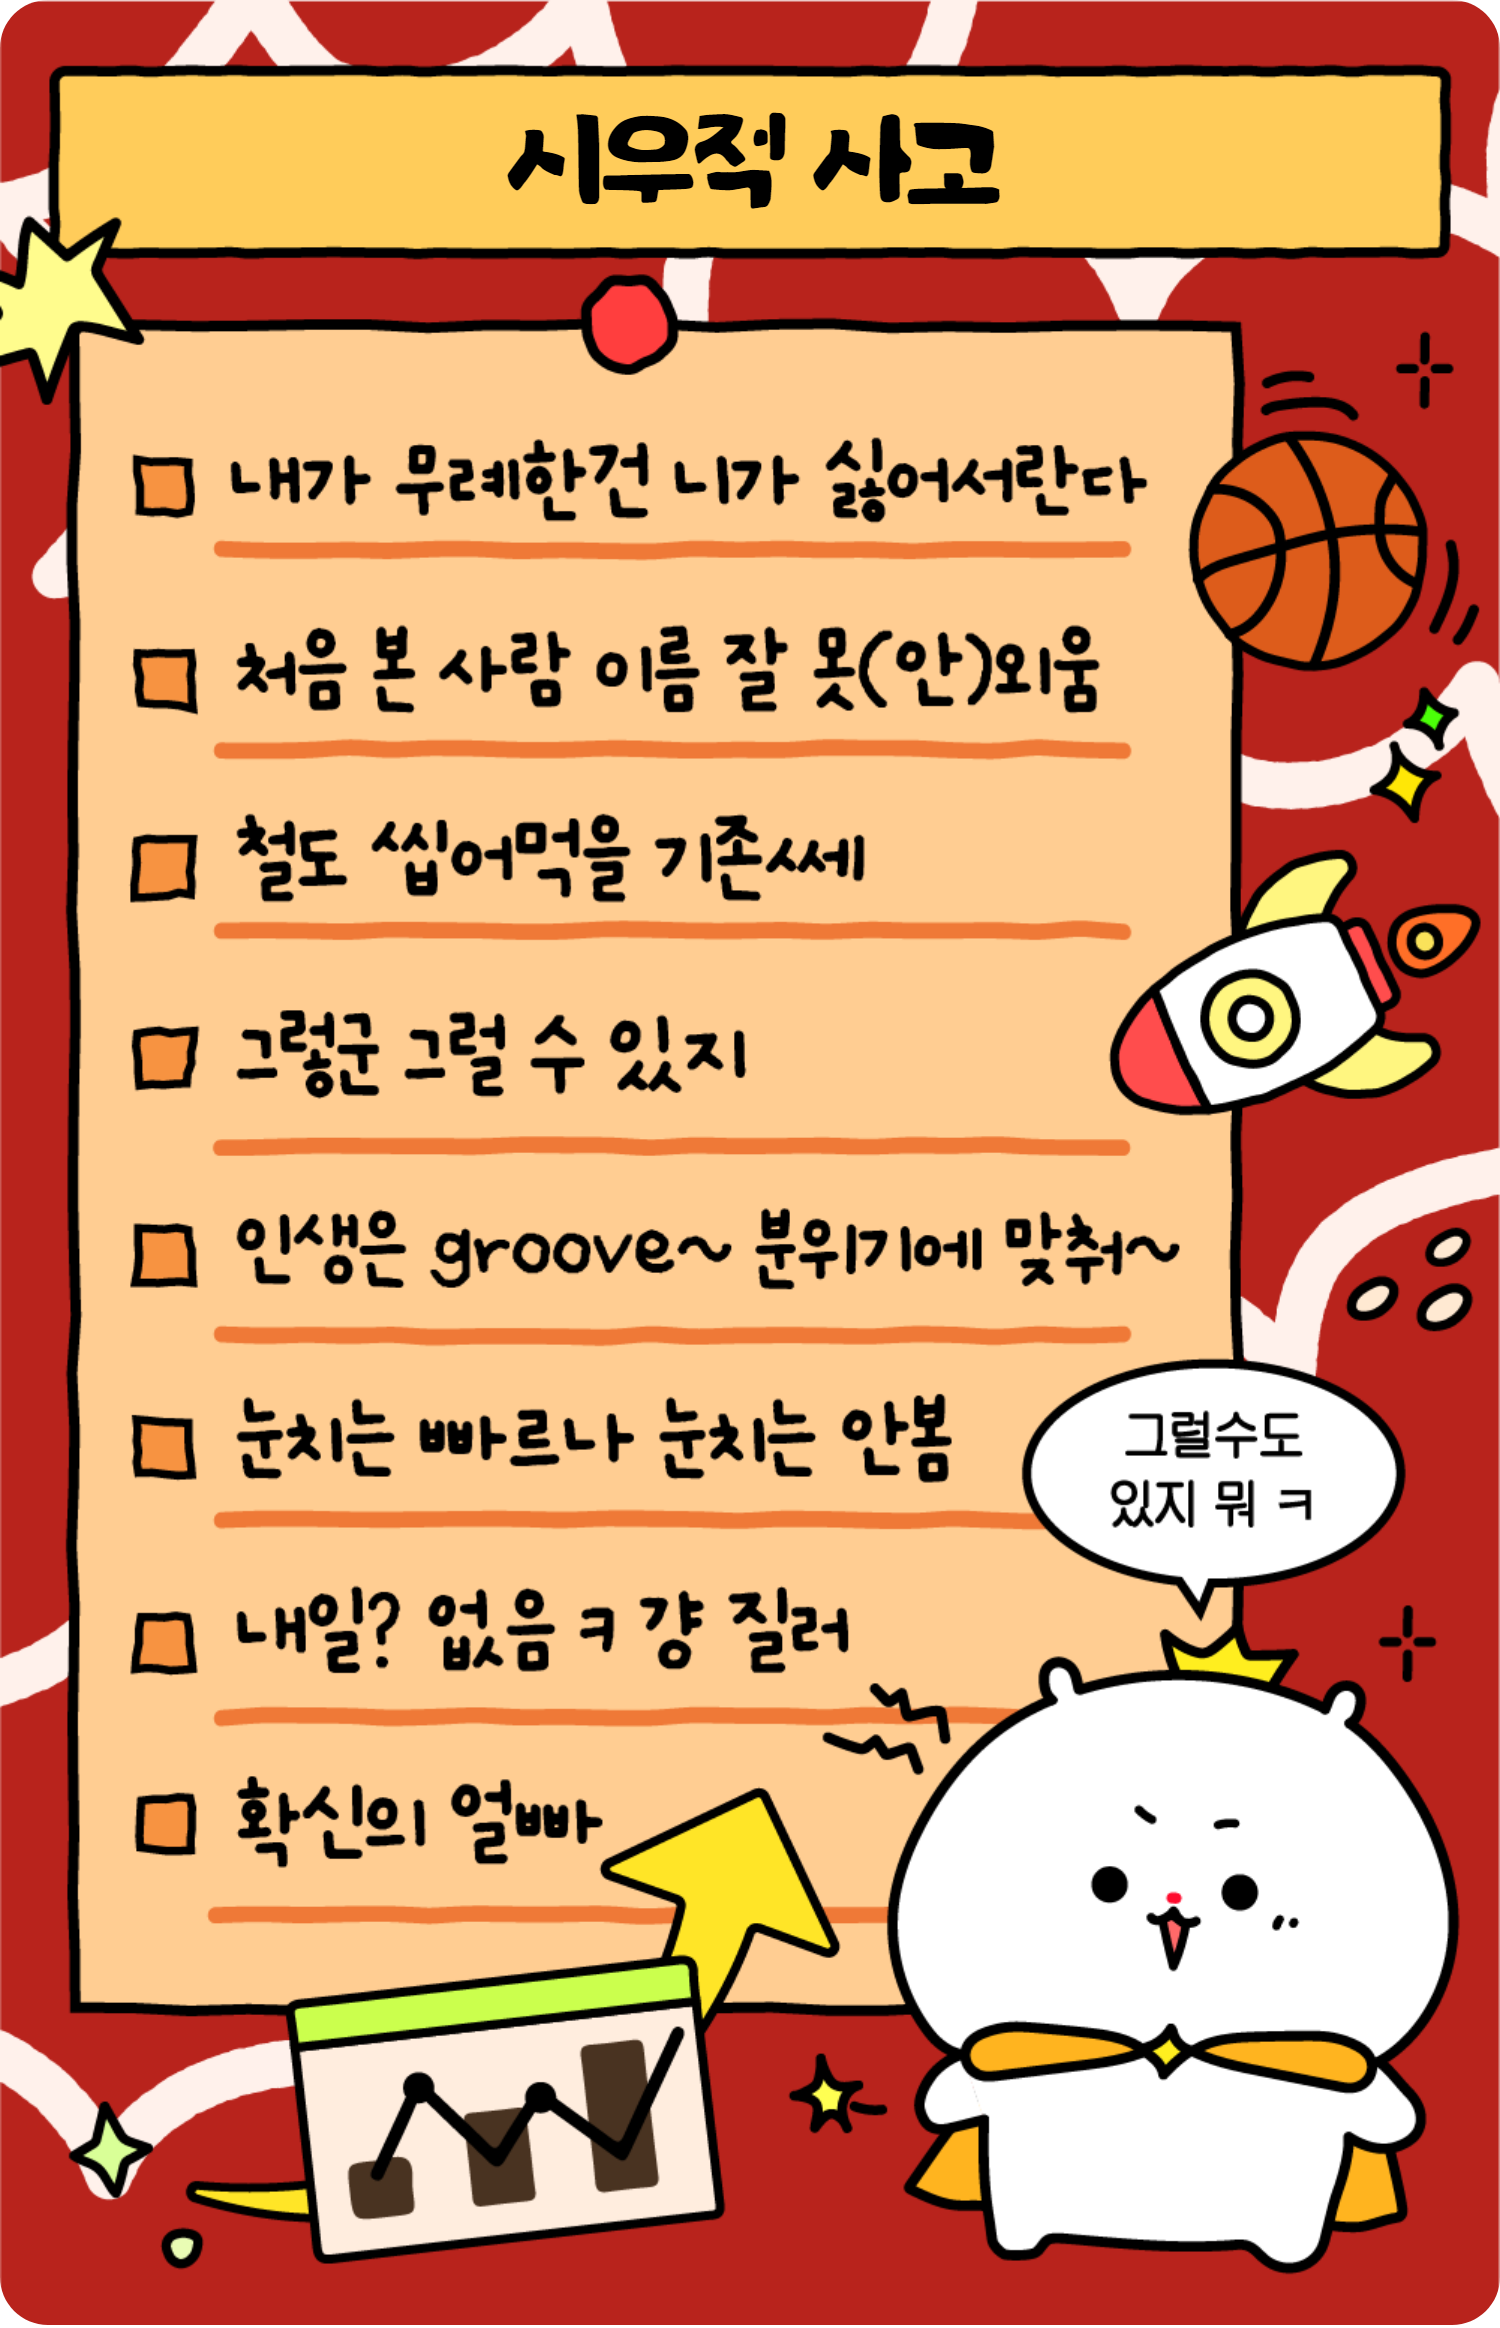 시우적 사고
내가 무례한건 니가 싫어서란다
처음 본 사람 이름 잘 못(안)외움
철도 씹어먹을 기존쎄
그렇군 그럴 수 있지
인생은 groove~ 분위기에 맞춰~
눈치는 빠르나 눈치는 안봄
그럴수도
있지 뭐 ㅋ
내일? 없음 ㅋ 걍 질러
확신의 얼빠